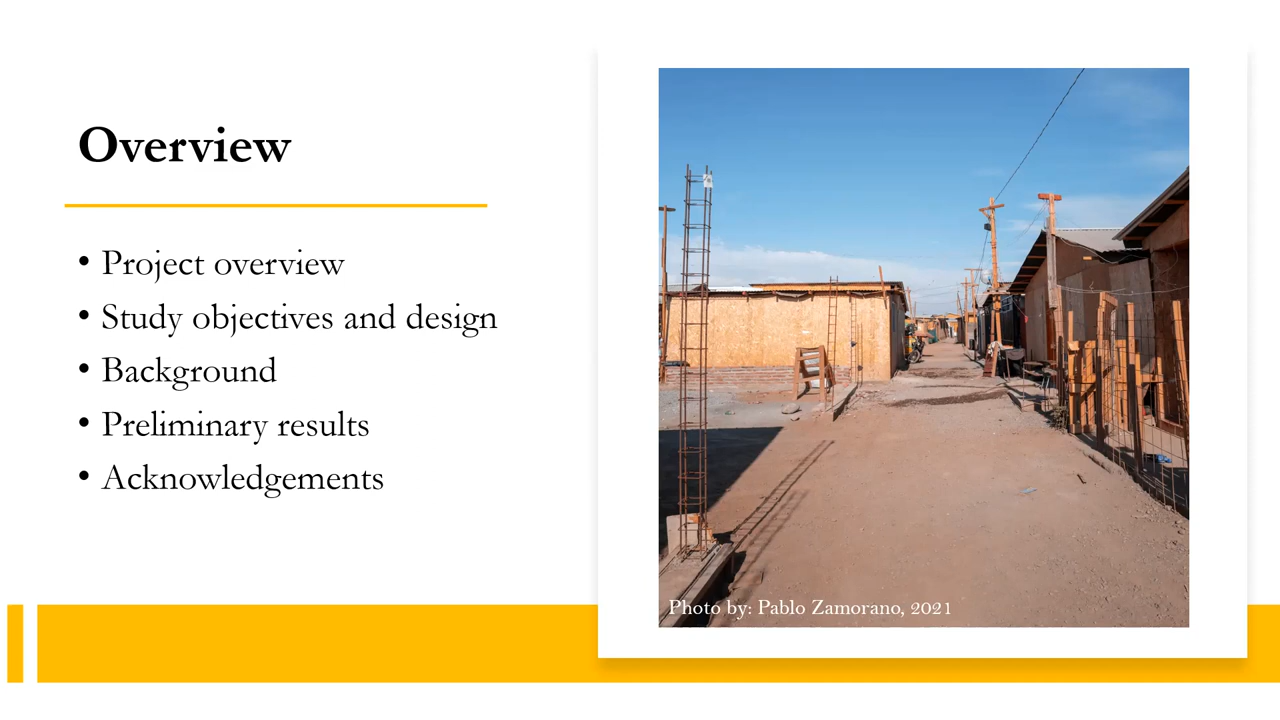 Overview
• Project overview
• Study objectives and design
• Background
• Preliminary results
• Acknowledgements
Photo by: Pablo Zamorano, 2021